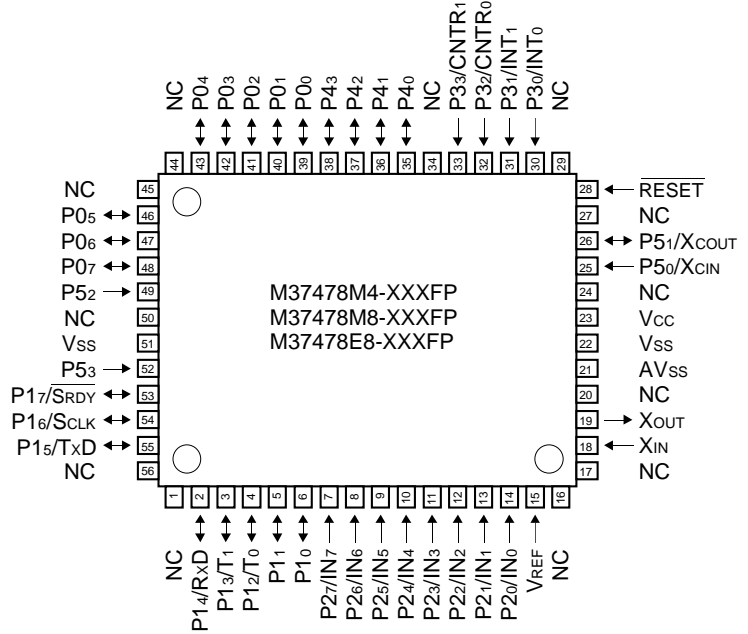 NC
P04
P03
P02
P01
P00
P43
P42
P41
P40
NC
P33/CNTR1
P32/CNTR0
P31/INT1
P30/INT0
NC
44
43
42
41
40
39
38
37
36
35
34
33
32
31
30
29
NC 45
P05 46
P06 47
P07 48
P52 49
NC 50
VSS 51
P53 52
P17/SRDY 53
P16/SCLK 54
P15/TXD 55
NC 56
M37478M4-XXXFP
M37478M8-XXXFP
M37478E8-XXXFP
28 RESET
27 NC
26 P51/XCOUT
25 P50/XCIN
24 NC
23 VCC
22 VSS
21 AVSS
20 NC
19 XOUT
18 XIN
17 NC
1
2
3
4
5
6
7
8
9
10
11
12
13
14
15
16
NC
P14/RXD
P13/T1
P12/T0
P11
P10
P27/IN7
P26/IN6
P25/IN5
P24/IN4
P23/IN3
P22/IN2
P21/IN1
P20/IN0
VREF
NC